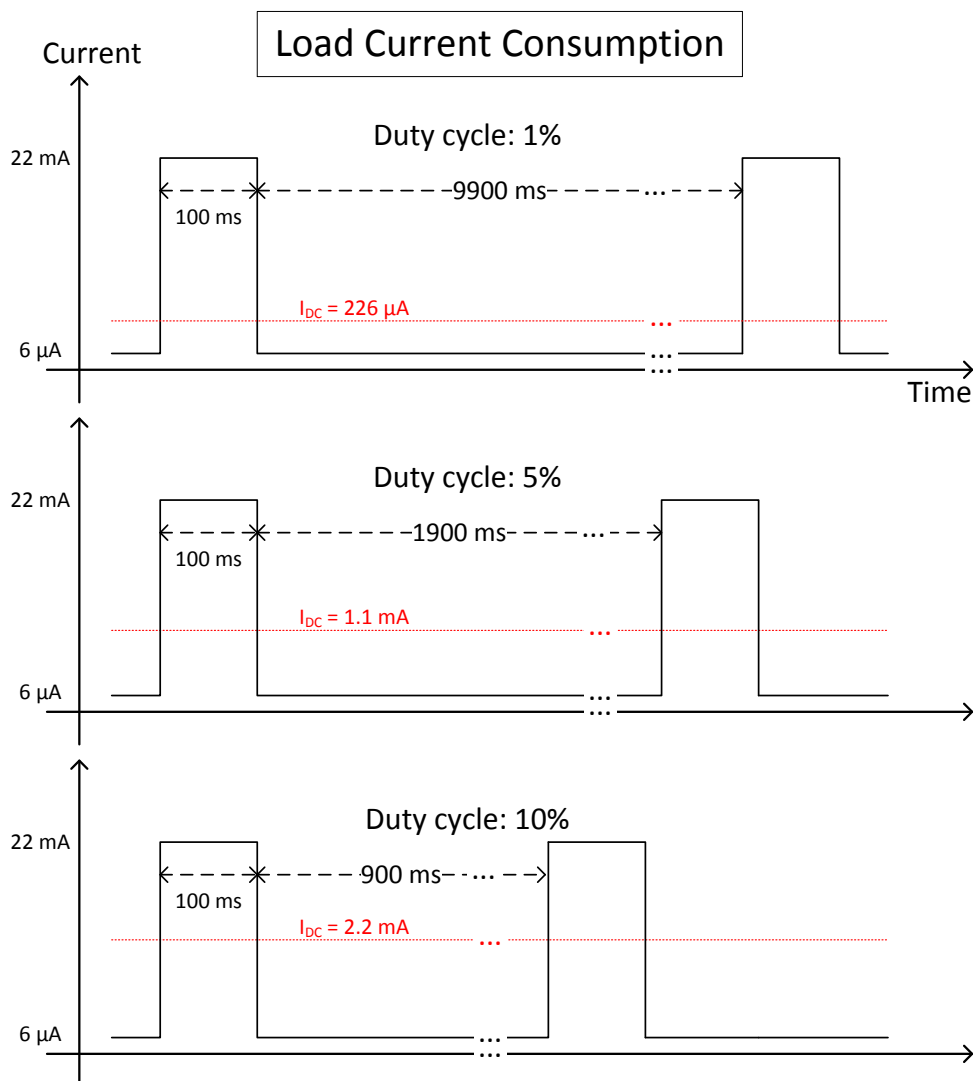 Load Current Consumption
Current
Duty cycle: 1%
22 mA
9900 ms ...
100 ms
I_DC = 226 µA
...
6 µA
...
...
Time
Duty cycle: 5%
22 mA
1900 ms ...
100 ms
I_DC = 1.1 mA
...
6 µA
...
...
Duty cycle: 10%
22 mA
900 ms ...
100 ms
I_DC = 2.2 mA
...
6 µA
...
...